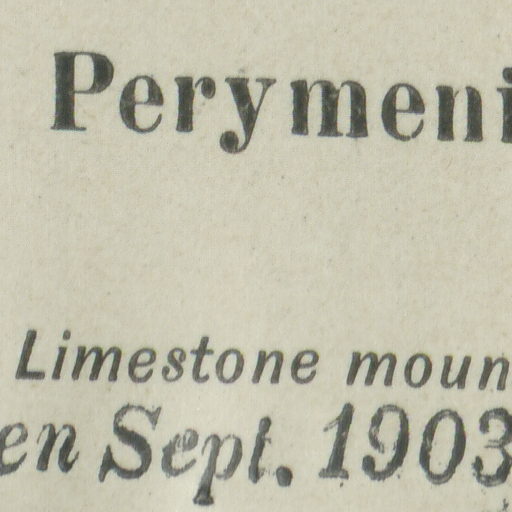 Perymeni
Limestone moun
en Sept. 1903